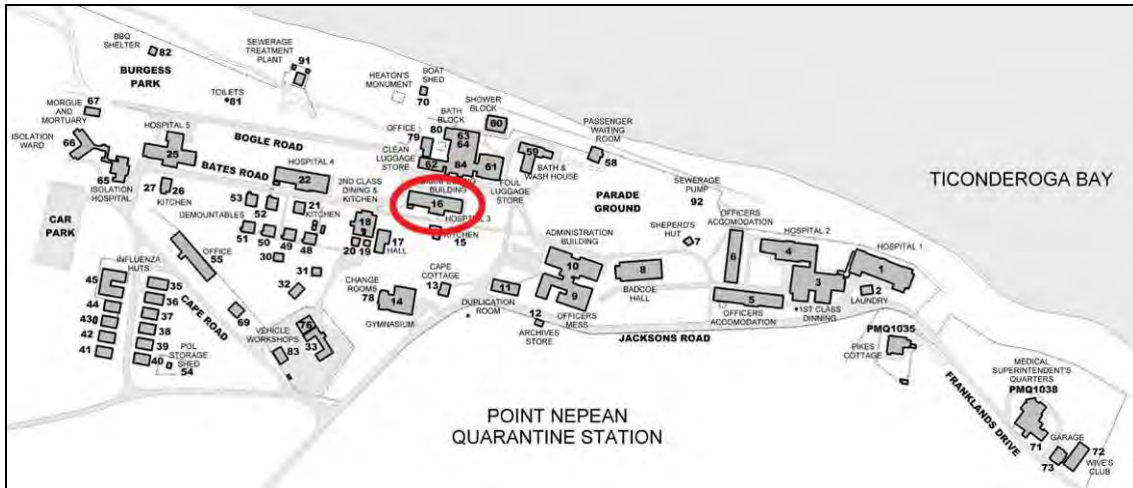 BBQ
SHELTER
82
BURGESS
PARK
SEWERAGE
TREATMENT
PLANT
91
TOILETS
81
HEATON'S
MONUMENT
BOAT
SHED
70
SHOWER
BLOCK
60
BATH
BLOCK
OFFICE
79
80
63
64
CLEAN
LUGGAGE
STORE
62
84
61
BUILDING
59
BATH &
WASH HOUSE
FOUL
LUGGAGE
STORE
PASSENGER
WAITING
ROOM
58
MORGUE
AND
MORTUARY
67
ISOLATION
WARD
66
65
ISOLATION
HOSPITAL
HOSPITAL 5
25
BOGLE ROAD
BATES ROAD
HOSPITAL 4
22
27
26
KITCHEN
53
52
21
KITCHEN
DEMOUNTABLES
51
50
49
48
2ND CLASS
DINING &
KITCHEN
18
20
19
17
HALL
16
HOSPITAL 3
KITCHEN
15
CAR
PARK
PARADE
GROUND
SEWERAGE
PUMP
92
SHEPERD'S
HUT
7
TICONDEROGA BAY
OFFICERS
ACCOMODATION
6
HOSPITAL 2
4
HOSPITAL 1
1
2
LAUNDRY
3
1ST CLASS
DINNING
5
OFFICERS
ACCOMODATION
ADMINISTRATION
BUILDING
10
9
OFFICERS
MESS
8
BADCOE
HALL
11
DUPLICATION
ROOM
12
ARCHIVES
STORE
CAPE
COTTAGE
13
CHANGE
ROOMS
78
14
GYMNASIUM
OFFICE
55
30
31
32
INFLUENZA
HUTS
45
44
43
42
41
35
36
37
38
39
40
POL
STORAGE
SHED
54
CAPE ROAD
69
VEHICLE
WORKSHOPS
76
33
83
JACKSONS ROAD
PMQ1035
PIKES
COTTAGE
FRANKLANDS DRIVE
MEDICAL
SUPERINTENDENT'S
QUARTERS
PMQ1038
71
GARAGE
73
72
WIVE'S
CLUB
POINT NEPEAN
QUARANTINE STATION